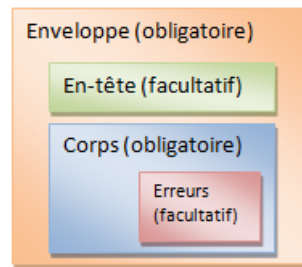 Enveloppe (obligatoire)
En-tête (facultatif)
Corps (obligatoire)
Erreurs
(facultatif)